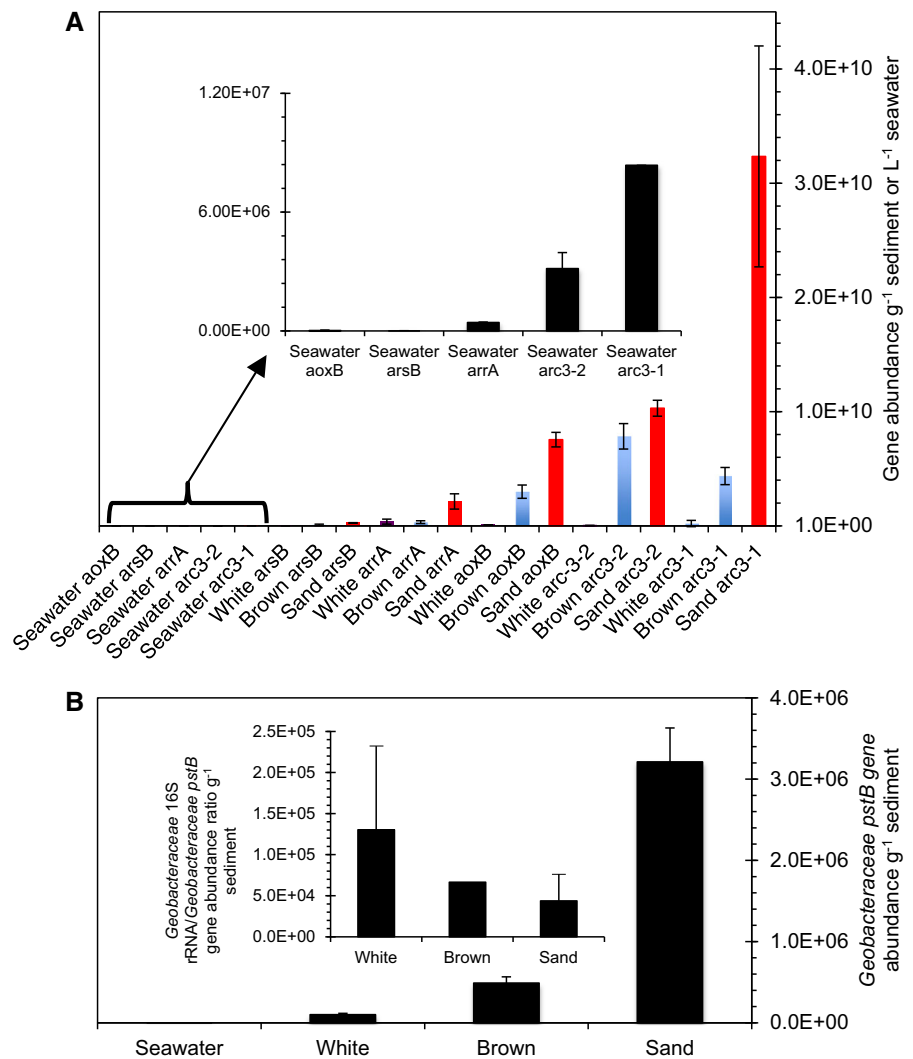 A
4.0E+10
3.0E+10
2.0E+10
1.0E+10
1.0E+00
Gene abundance g-1 sediment or L-1 seawater
1.20E+07
6.00E+06
0.00E+00
Seawater aoxB
Seawater arsB
Seawater arrA
Seawater arc3-2
Seawater arc3-1
Seawater aoxB
Seawater arsB
Seawater arrA
Seawater arc3-2
Seawater arc3-1
White arsB
Brown arsB
Sand arsB
White arrA
Brown arrA
Sand arrA
White aoxB
Brown aoxB
Sand aoxB
White arc-3-2
Brown arc3-2
Sand arc3-2
White arc3-1
Brown arc3-1
Sand arc3-1
B
4.0E+06
3.0E+06
2.0E+06
1.0E+06
0.0E+00
Geobacteraceae pstB gene
abundance g-1 sediment
Geobacteraceae 16S
rRNA/Geobacteraceae pstB
gene abundance ratio g-1
sediment
2.5E+05
2.0E+05
1.5E+05
1.0E+05
5.0E+04
0.0E+00
White
Brown
Sand
Seawater
White
Brown
Sand